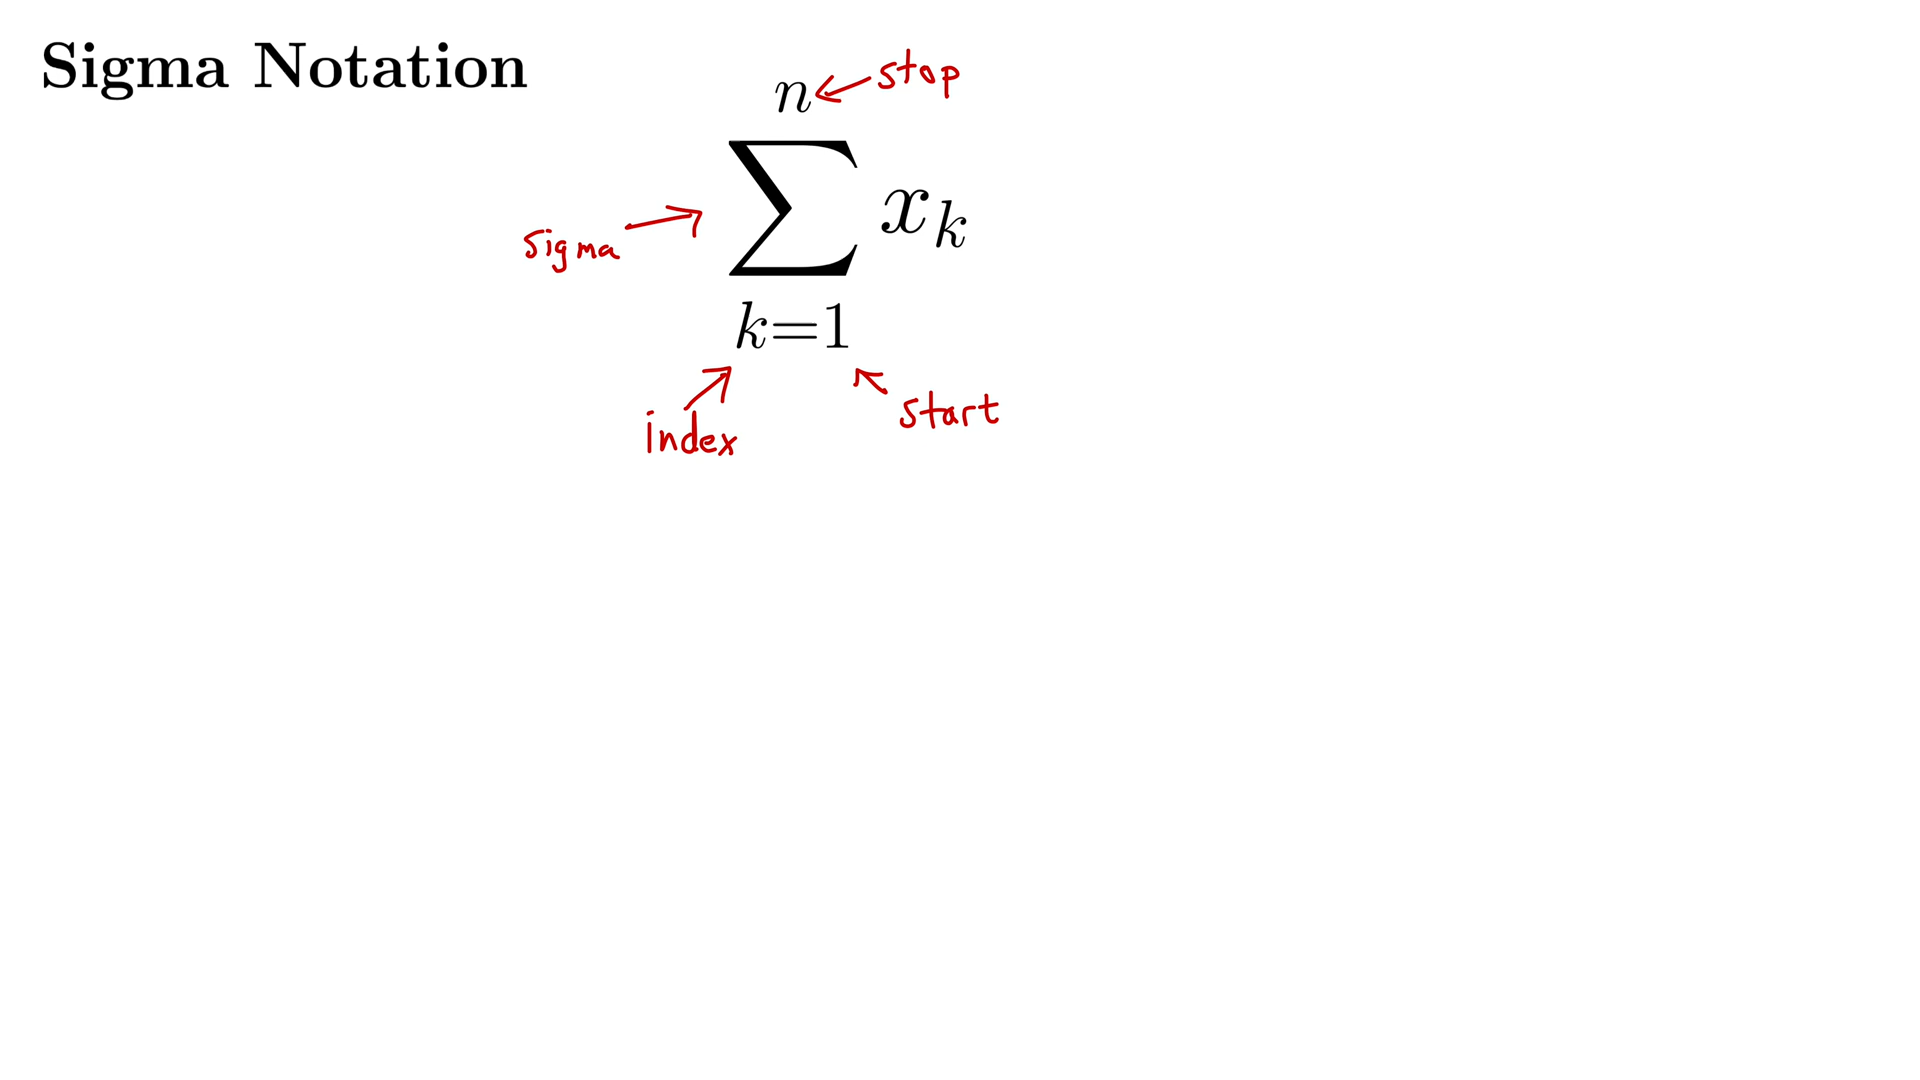 Sigma Notation
n ← stop
sigma → ∑ x_k
k=1
index
start